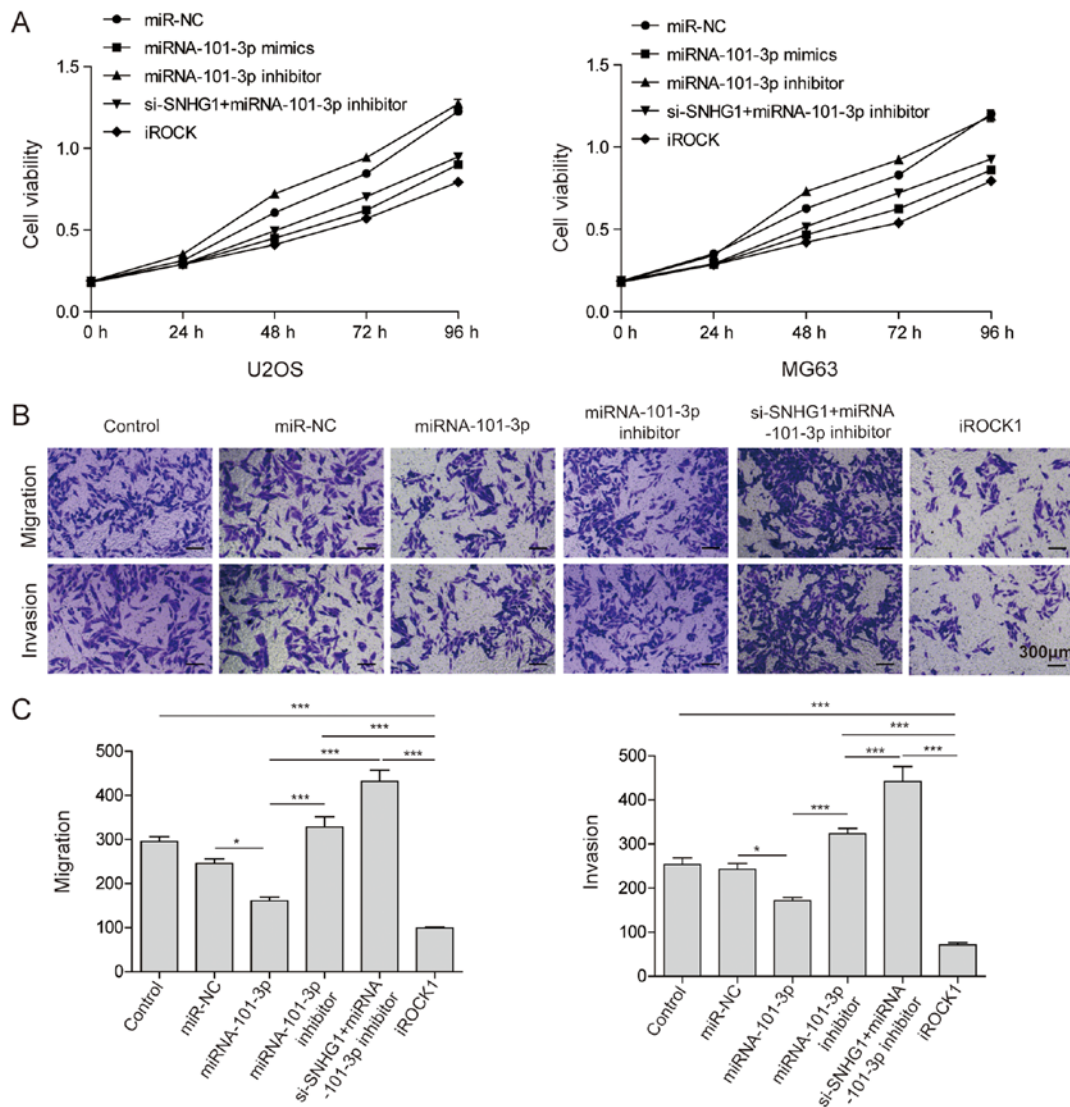 A
miR-NC
miRNA-101-3p mimics
miRNA-101-3p inhibitor
si-SNHG1+miRNA-101-3p inhibitor
iROCK
1.5
1.0
0.5
0.0
Cell viability
0 h 24 h 48 h 72 h 96 h
U2OS
miR-NC
miRNA-101-3p mimics
miRNA-101-3p inhibitor
si-SNHG1+miRNA-101-3p inhibitor
iROCK
1.5
1.0
0.5
0.0
Cell viability
0 h 24 h 48 h 72 h 96 h
MG63
B
Control
miR-NC
miRNA-101-3p
miRNA-101-3p
inhibitor
si-SNHG1+miRNA
-101-3p inhibitor
iROCK1
Migration
Invasion
300μm
C
***
***
*** ***
***
*
500
400
300
200
100
0
Migration
Control
miR-NC
miRNA-101-3p
miRNA-101-3p
inhibitor
si-SNHG1+miRNA
-101-3p inhibitor
iROCK1
***
***
*** ***
***
*
500
400
300
200
100
0
Invasion
Control
miR-NC
miRNA-101-3p
miRNA-101-3p
inhibitor
si-SNHG1+miRNA
-101-3p inhibitor
iROCK1